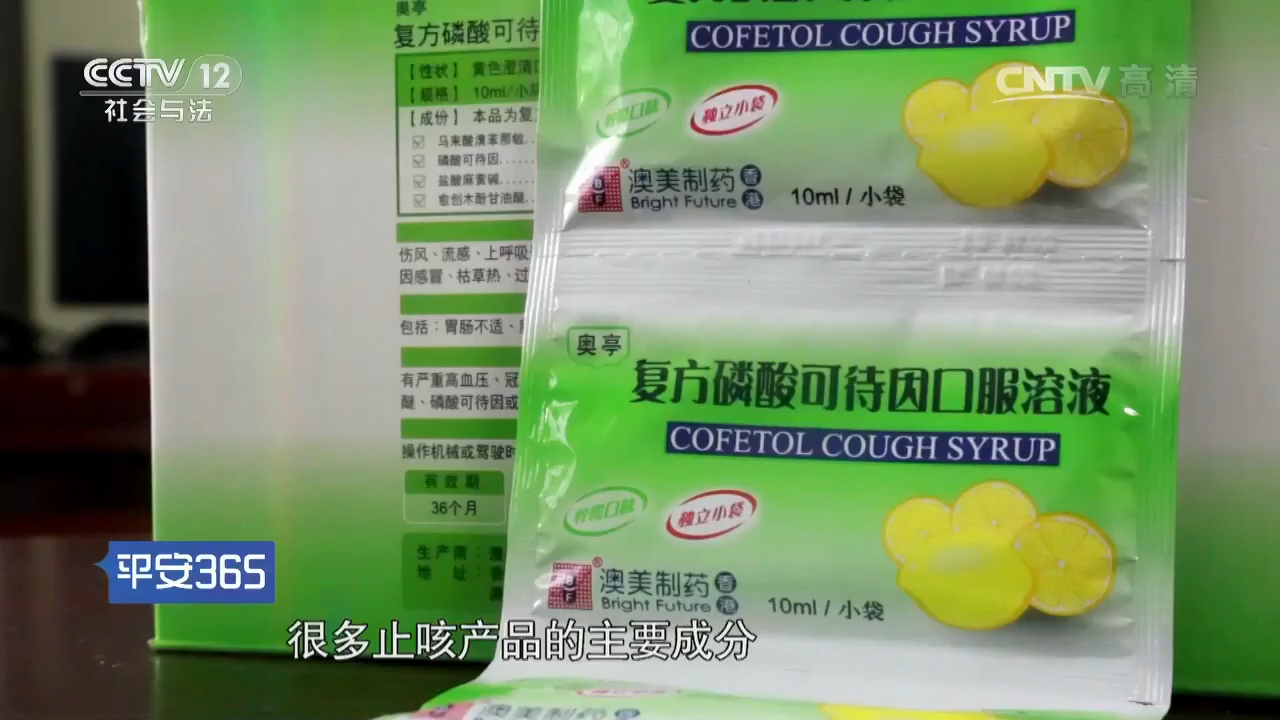 CCTV 12
社会与法
CNTV 高清
奥亭
复方磷酸可待
【性状】 黄色澄清
【规格】 10ml/小袋
【成份】 本品为复
马来酸溴苯那敏..
磷酸可待因......
盐酸麻黄碱......
愈创木酚甘油醚..
伤风、流感、上呼吸
因感冒、枯草热、过
包括：胃肠不适、
有严重高血压、冠
醚、磷酸可待因或
操作机械或驾驶时
有效期
36个月
生产商：澳
地 址：香
COFETOL COUGH SYRUP
柠檬口味
独立小袋
澳美制药 香港
Bright Future
10ml / 小袋
奥亭
复方磷酸可待因口服溶液
COFETOL COUGH SYRUP
柠檬口味
独立小袋
澳美制药 香港
Bright Future
10ml / 小袋
平安365
很多止咳产品的主要成分
澳美制药